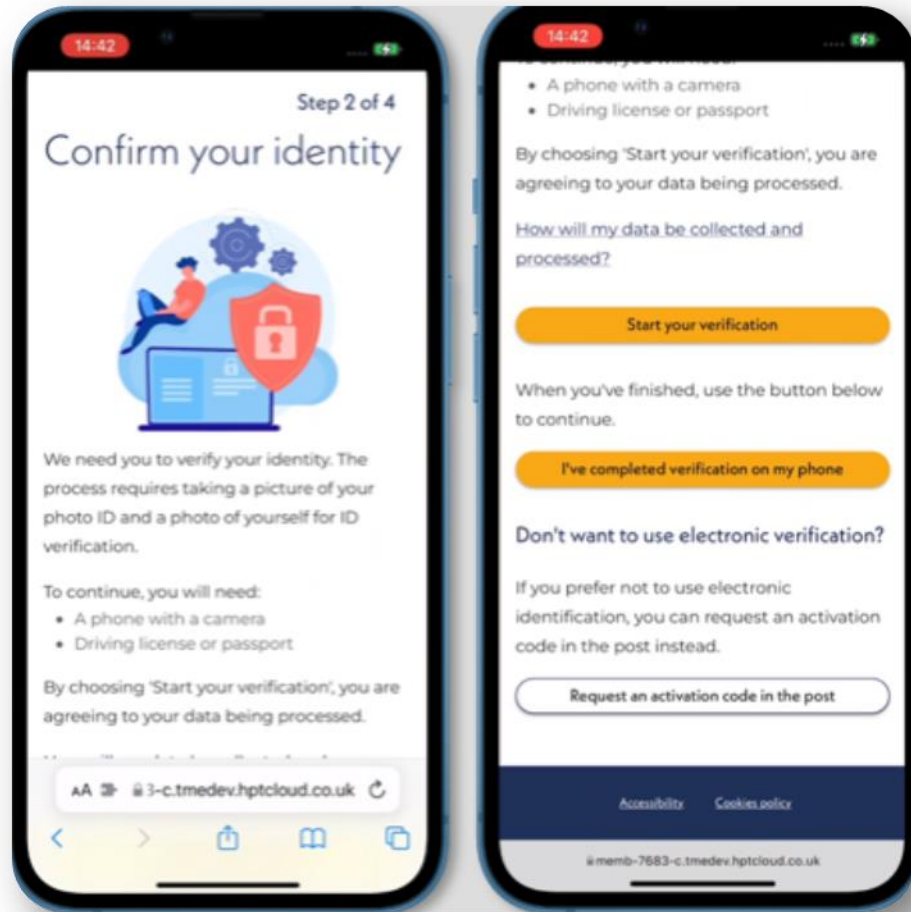 14:42
Step 2 of 4
Confirm your identity
We need you to verify your identity. The
process requires taking a picture of your
photo ID and a photo of yourself for ID
verification.
To continue, you will need:
• A phone with a camera
• Driving license or passport
By choosing 'Start your verification', you are
agreeing to your data being processed.
AA
3-c.tmedev.hptcloud.co.uk
14:42
To continue, you will need:
• A phone with a camera
• Driving license or passport
By choosing 'Start your verification', you are
agreeing to your data being processed.
How will my data be collected and
processed?
Start your verification
When you've finished, use the button below
to continue.
I've completed verification on my phone
Don't want to use electronic verification?
If you prefer not to use electronic
identification, you can request an activation
code in the post instead.
Request an activation code in the post
Accessibility Cookies policy
memb-7683-c.tmedev.hptcloud.co.uk